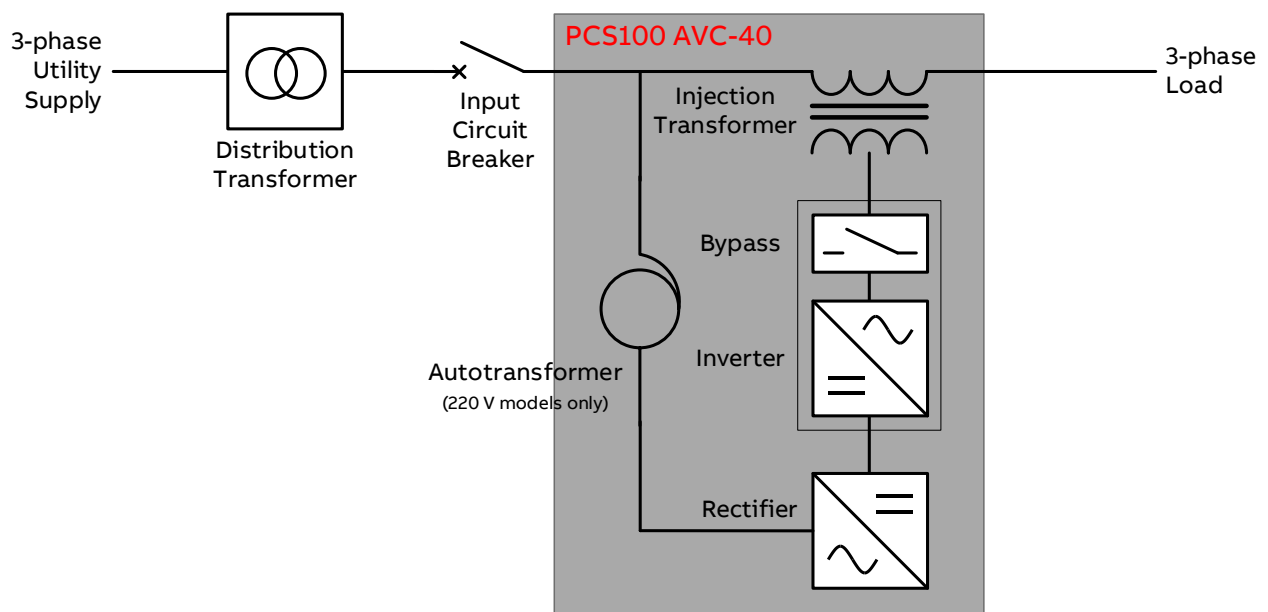 PCS100 AVC-40
3-phase
Utility
Supply
Distribution
Transformer
Input
Circuit
Breaker
Injection
Transformer
3-phase
Load
Bypass
Inverter
Autotransformer
(220 V models only)
Rectifier